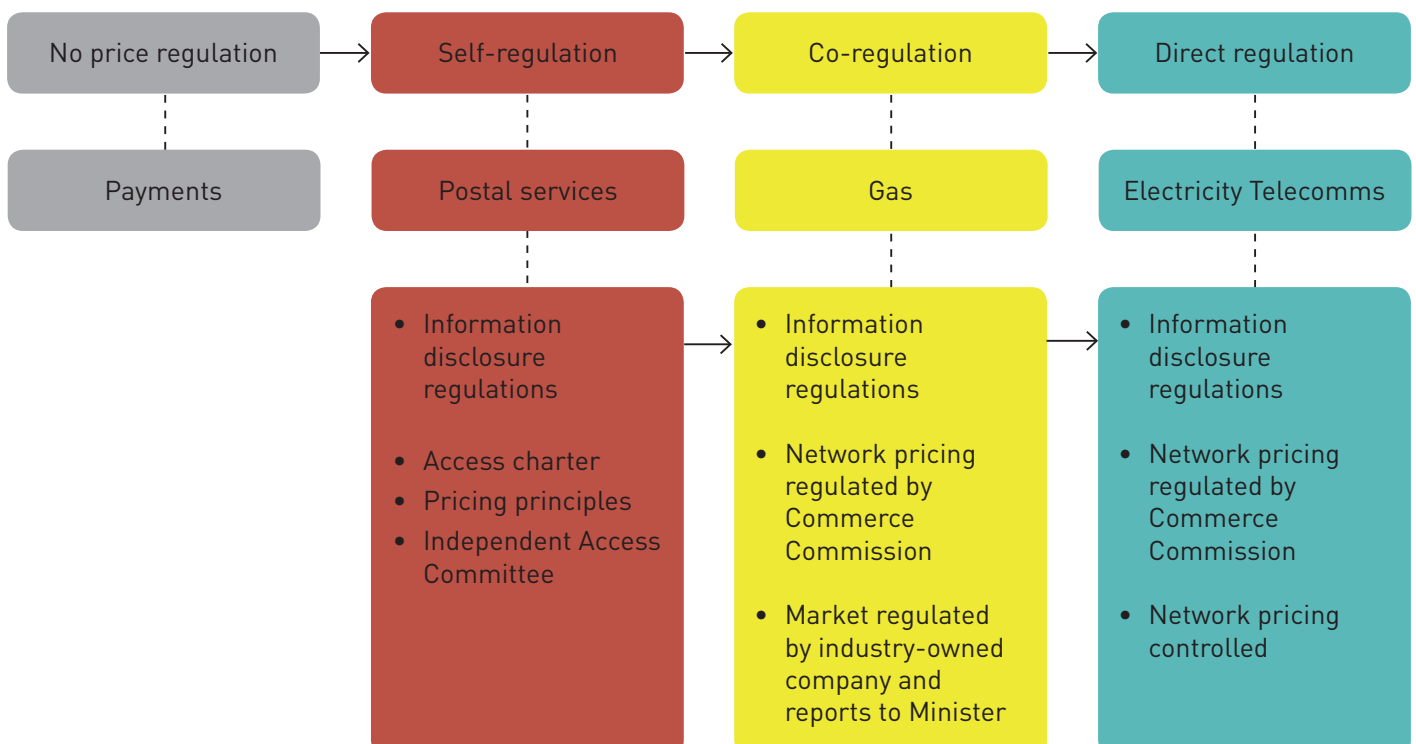 No price regulation
Self-regulation
Co-regulation
Direct regulation
Payments
Postal services
Gas
Electricity Telecomms
• Information
disclosure
regulations
• Access charter
• Pricing principles
• Independent Access
Committee
• Information
disclosure
regulations
• Network pricing
regulated by
Commerce
Commission
• Market regulated
by industry-owned
company and
reports to Minister
• Information
disclosure
regulations
• Network pricing
regulated by
Commerce
Commission
• Network pricing
controlled